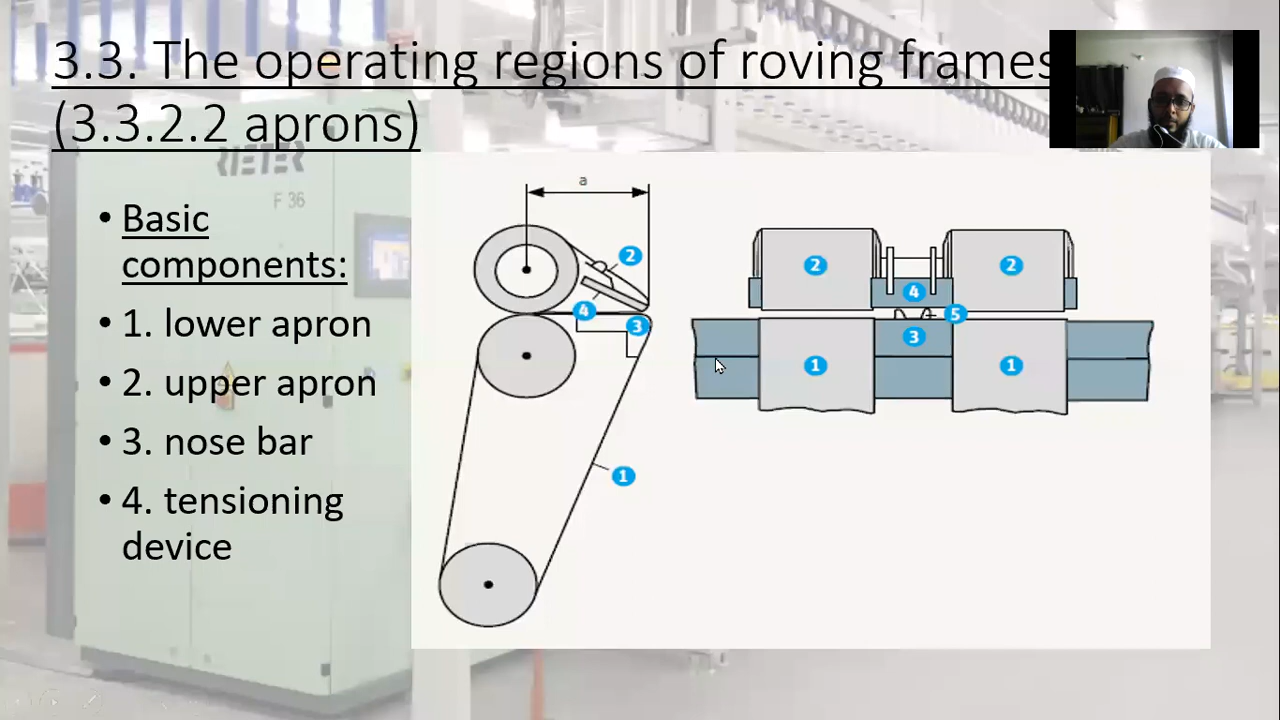 3.3. The operating regions of roving frames
(3.3.2.2 aprons)
RIETER
F 36
• Basic
components:
• 1. lower apron
• 2. upper apron
• 3. nose bar
• 4. tensioning
device
a
2
4
3
1
2
2
4
5
3
1
1